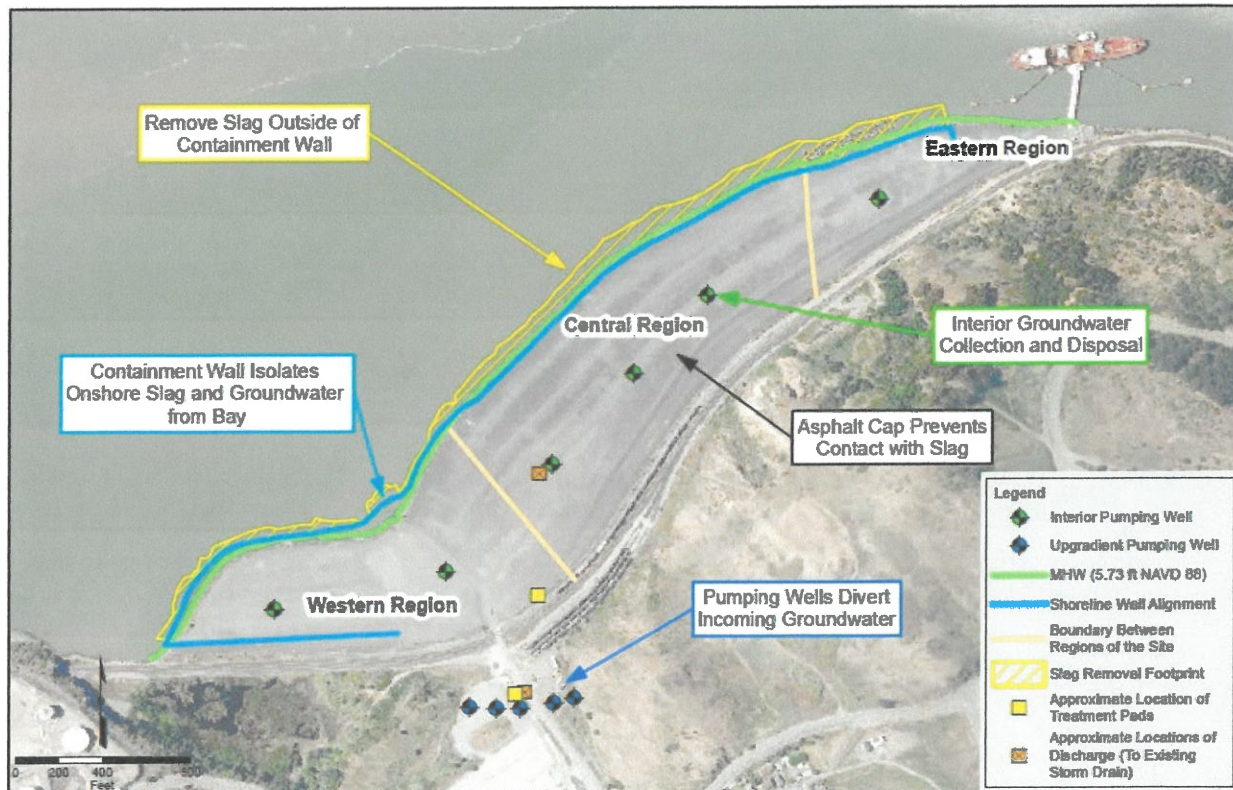 Remove Slag Outside of
Containment Wall
Eastern Region
Central Region
Interior Groundwater
Collection and Disposal
Containment Wall Isolates
Onshore Slag and Groundwater
from Bay
Asphalt Cap Prevents
Contact with Slag
Western Region
Pumping Wells Divert
Incoming Groundwater
Legend
Interior Pumping Well
Upgradient Pumping Well
MHW (5.73 ft NAVD 88)
Shoreline Wall Alignment
Boundary Between
Regions of the Site
Slag Removal Footprint
Approximate Location of
Treatment Pads
Approximate Locations of
Discharge (To Existing
Storm Drain)
0 200 400
Feet